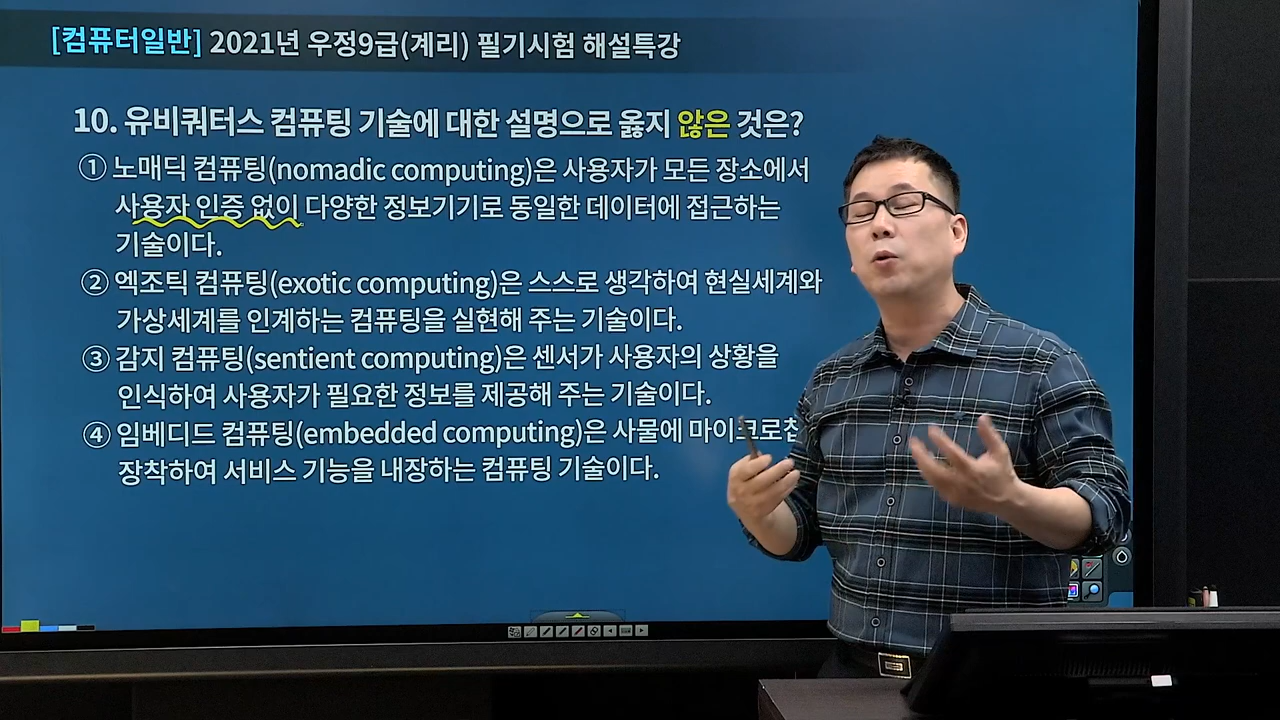 [컴퓨터일반] 2021년 우정9급(계리) 필기시험 해설특강
10. 유비쿼터스 컴퓨팅 기술에 대한 설명으로 옳지 않은 것은?
① 노매딕 컴퓨팅(nomadic computing)은 사용자가 모든 장소에서
사용자 인증 없이 다양한 정보기기로 동일한 데이터에 접근하는
기술이다.
② 엑조틱 컴퓨팅(exotic computing)은 스스로 생각하여 현실세계와
가상세계를 인계하는 컴퓨팅을 실현해 주는 기술이다.
③ 감지 컴퓨팅(sentient computing)은 센서가 사용자의 상황을
인식하여 사용자가 필요한 정보를 제공해 주는 기술이다.
④ 임베디드 컴퓨팅(embedded computing)은 사물에 마이크로칩
장착하여 서비스 기능을 내장하는 컴퓨팅 기술이다.